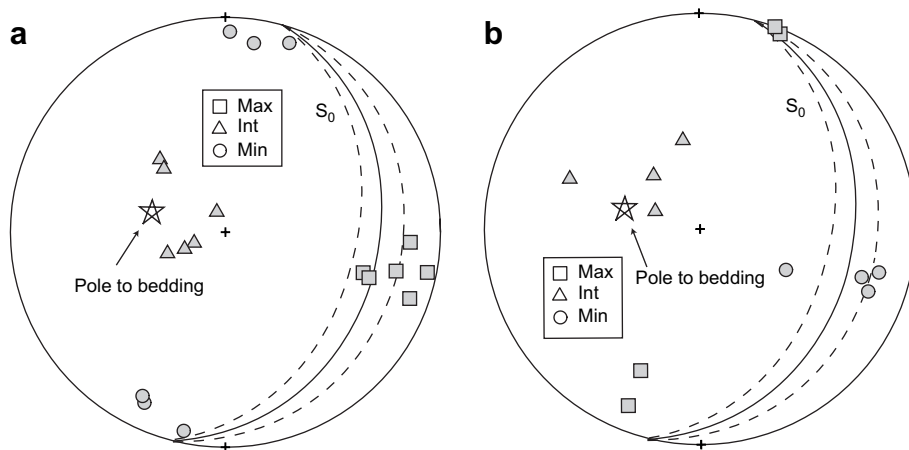 a
Max
Int
Min
S₀
Pole to bedding
b
S₀
Pole to bedding
Max
Int
Min